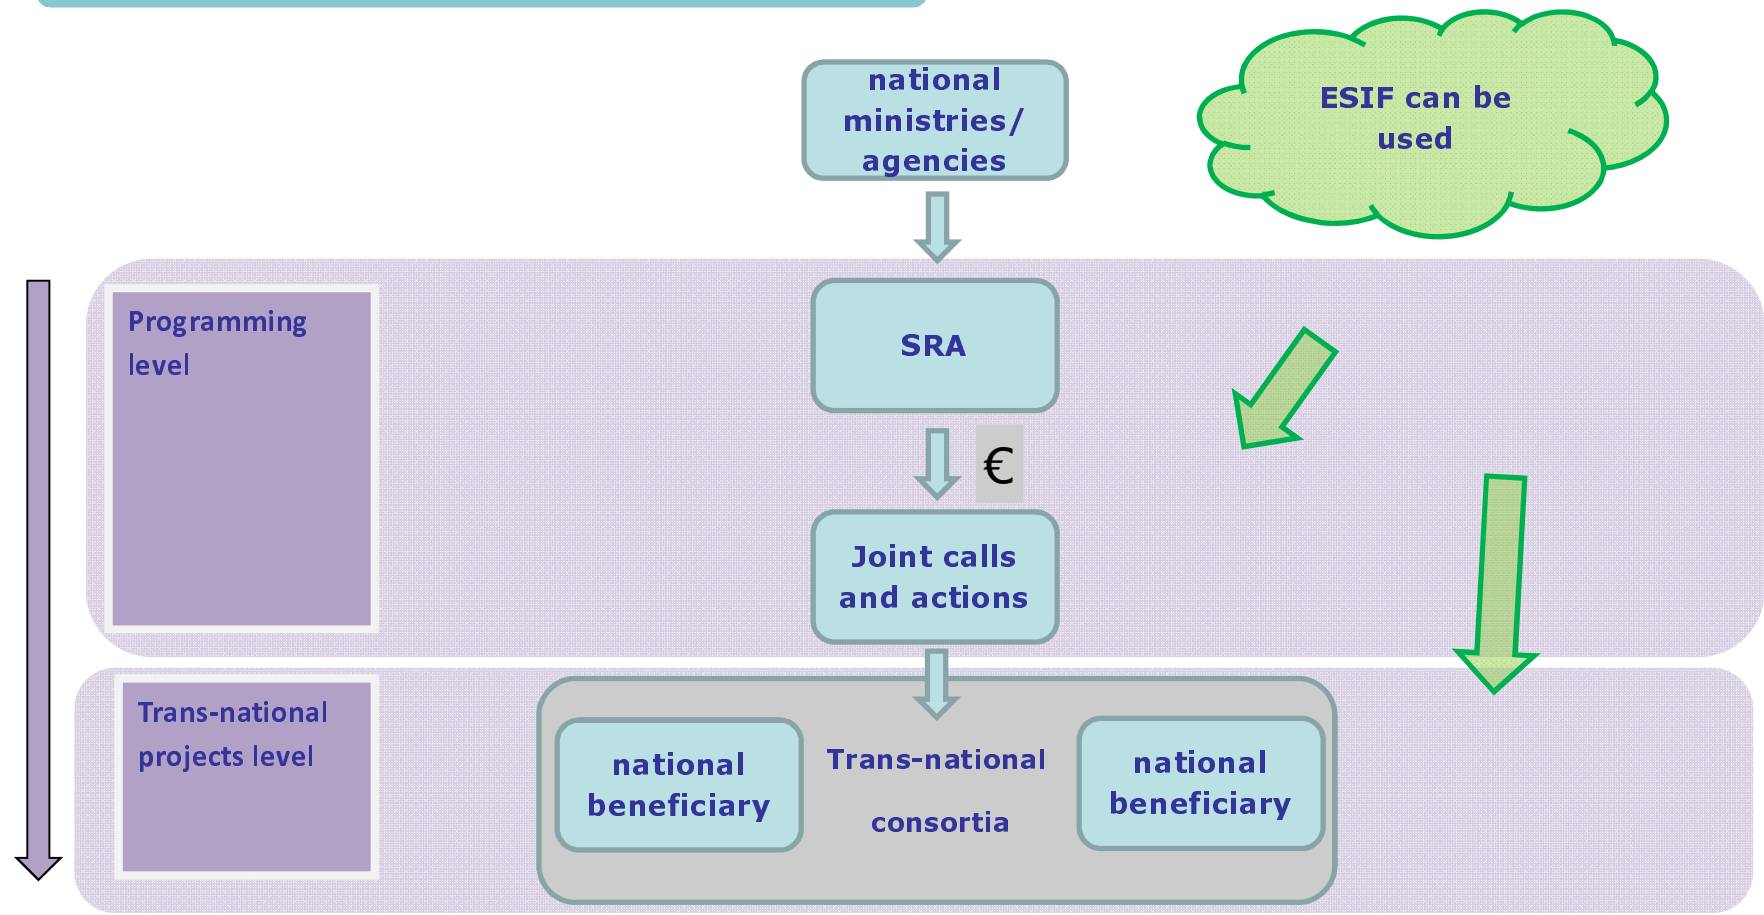 national
ministries/
agencies
ESIF can be
used
Programming
level
SRA
€
Joint calls
and actions
Trans-national
projects level
national
beneficiary
Trans-national
consortia
national
beneficiary